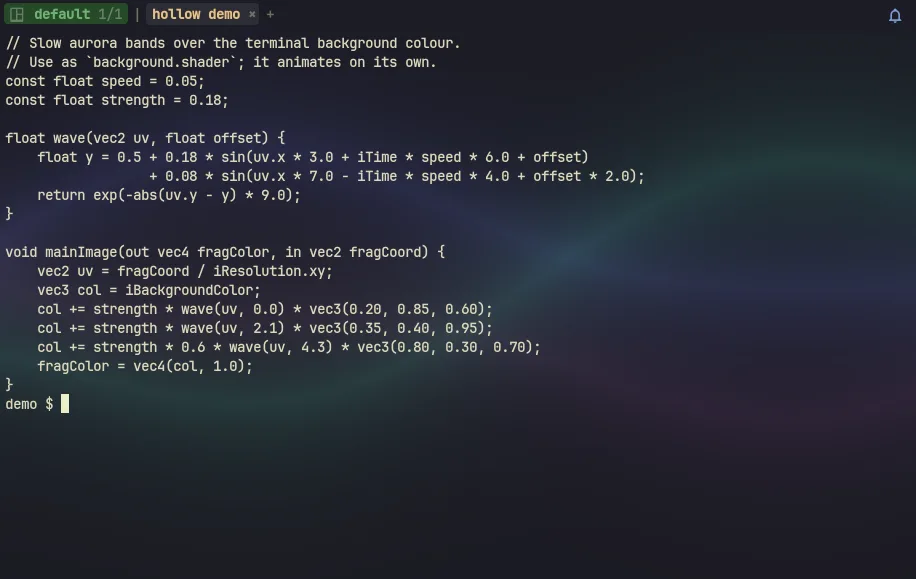 default 1/1 | hollow demo × +
// Slow aurora bands over the terminal background colour.
// Use as `background.shader`; it animates on its own.
const float speed = 0.05;
const float strength = 0.18;

float wave(vec2 uv, float offset) {
    float y = 0.5 + 0.18 * sin(uv.x * 3.0 + iTime * speed * 6.0 + offset)
                  + 0.08 * sin(uv.x * 7.0 - iTime * speed * 4.0 + offset * 2.0);
    return exp(-abs(uv.y - y) * 9.0);
}

void mainImage(out vec4 fragColor, in vec2 fragCoord) {
    vec2 uv = fragCoord / iResolution.xy;
    vec3 col = iBackgroundColor;
    col += strength * wave(uv, 0.0) * vec3(0.20, 0.85, 0.60);
    col += strength * wave(uv, 2.1) * vec3(0.35, 0.40, 0.95);
    col += strength * 0.6 * wave(uv, 4.3) * vec3(0.80, 0.30, 0.70);
    fragColor = vec4(col, 1.0);
}
demo $